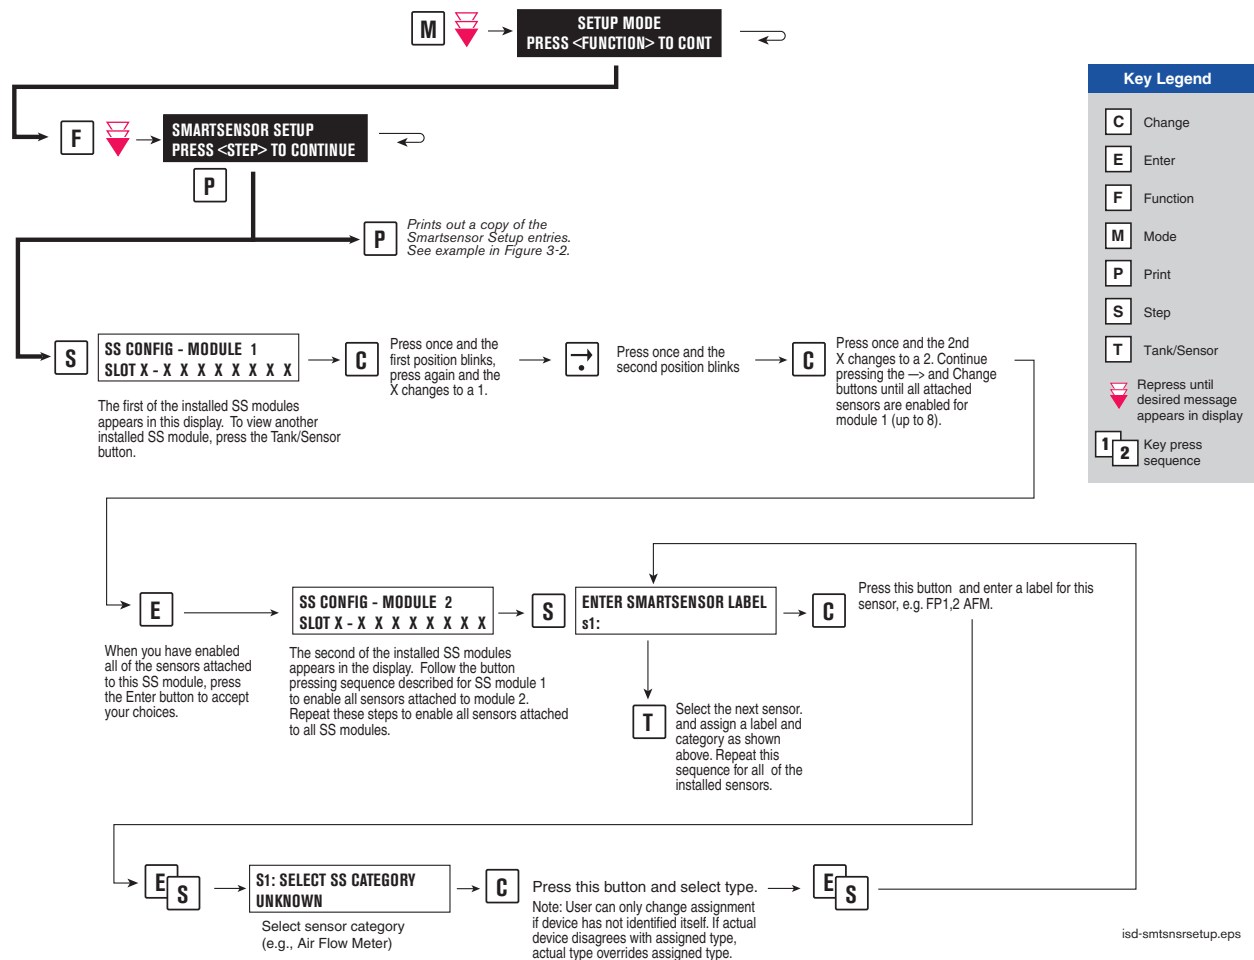 M
SETUP MODE
PRESS <FUNCTION> TO CONT
F
SMARTSENSOR SETUP
PRESS <STEP> TO CONTINUE
P
P
Prints out a copy of the
Smartsensor Setup entries.
See example in Figure 3-2.
Key Legend
C Change
E Enter
F Function
M Mode
P Print
S Step
T Tank/Sensor
Repress until
desired message
appears in display
1 2 Key press
sequence
S
SS CONFIG - MODULE 1
SLOT X - X X X X X X X X
The first of the installed SS modules
appears in this display. To view another
installed SS module, press the Tank/Sensor
button.
C
Press once and the
first position blinks,
press again and the
X changes to a 1.
Press once and the
second position blinks
C
Press once and the 2nd
X changes to a 2. Continue
pressing the —> and Change
buttons until all attached
sensors are enabled for
module 1 (up to 8).
E
When you have enabled
all of the sensors attached
to this SS module, press
the Enter button to accept
your choices.
SS CONFIG - MODULE 2
SLOT X - X X X X X X X X
The second of the installed SS modules
appears in the display. Follow the button
pressing sequence described for SS module 1
to enable all sensors attached to module 2.
Repeat these steps to enable all sensors attached
to all SS modules.
S
ENTER SMARTSENSOR LABEL
s1:
C
Press this button and enter a label for this
sensor, e.g. FP1,2 AFM.
T
Select the next sensor.
and assign a label and
category as shown
above. Repeat this
sequence for all of the
installed sensors.
E S
S1: SELECT SS CATEGORY
UNKNOWN
Select sensor category
(e.g., Air Flow Meter)
C
Press this button and select type.
Note: User can only change assignment
if device has not identified itself. If actual
device disagrees with assigned type,
actual type overrides assigned type.
E S
isd-smtsnsrsetup.eps